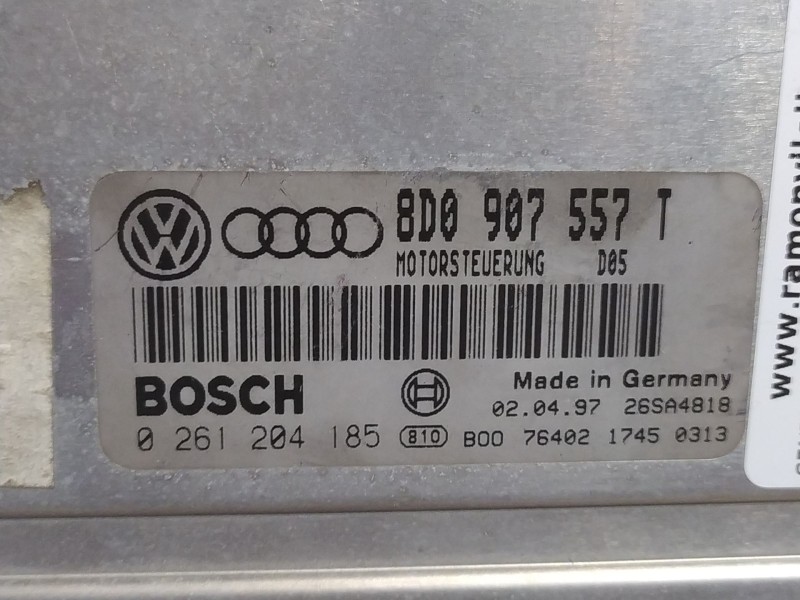 8D0 907 557 T
MOTORSTEUERUNG D05
BOSCH
Made in Germany
02.04.97 26SA4818
0 261 204 185 810 B00 76402 1745 0313